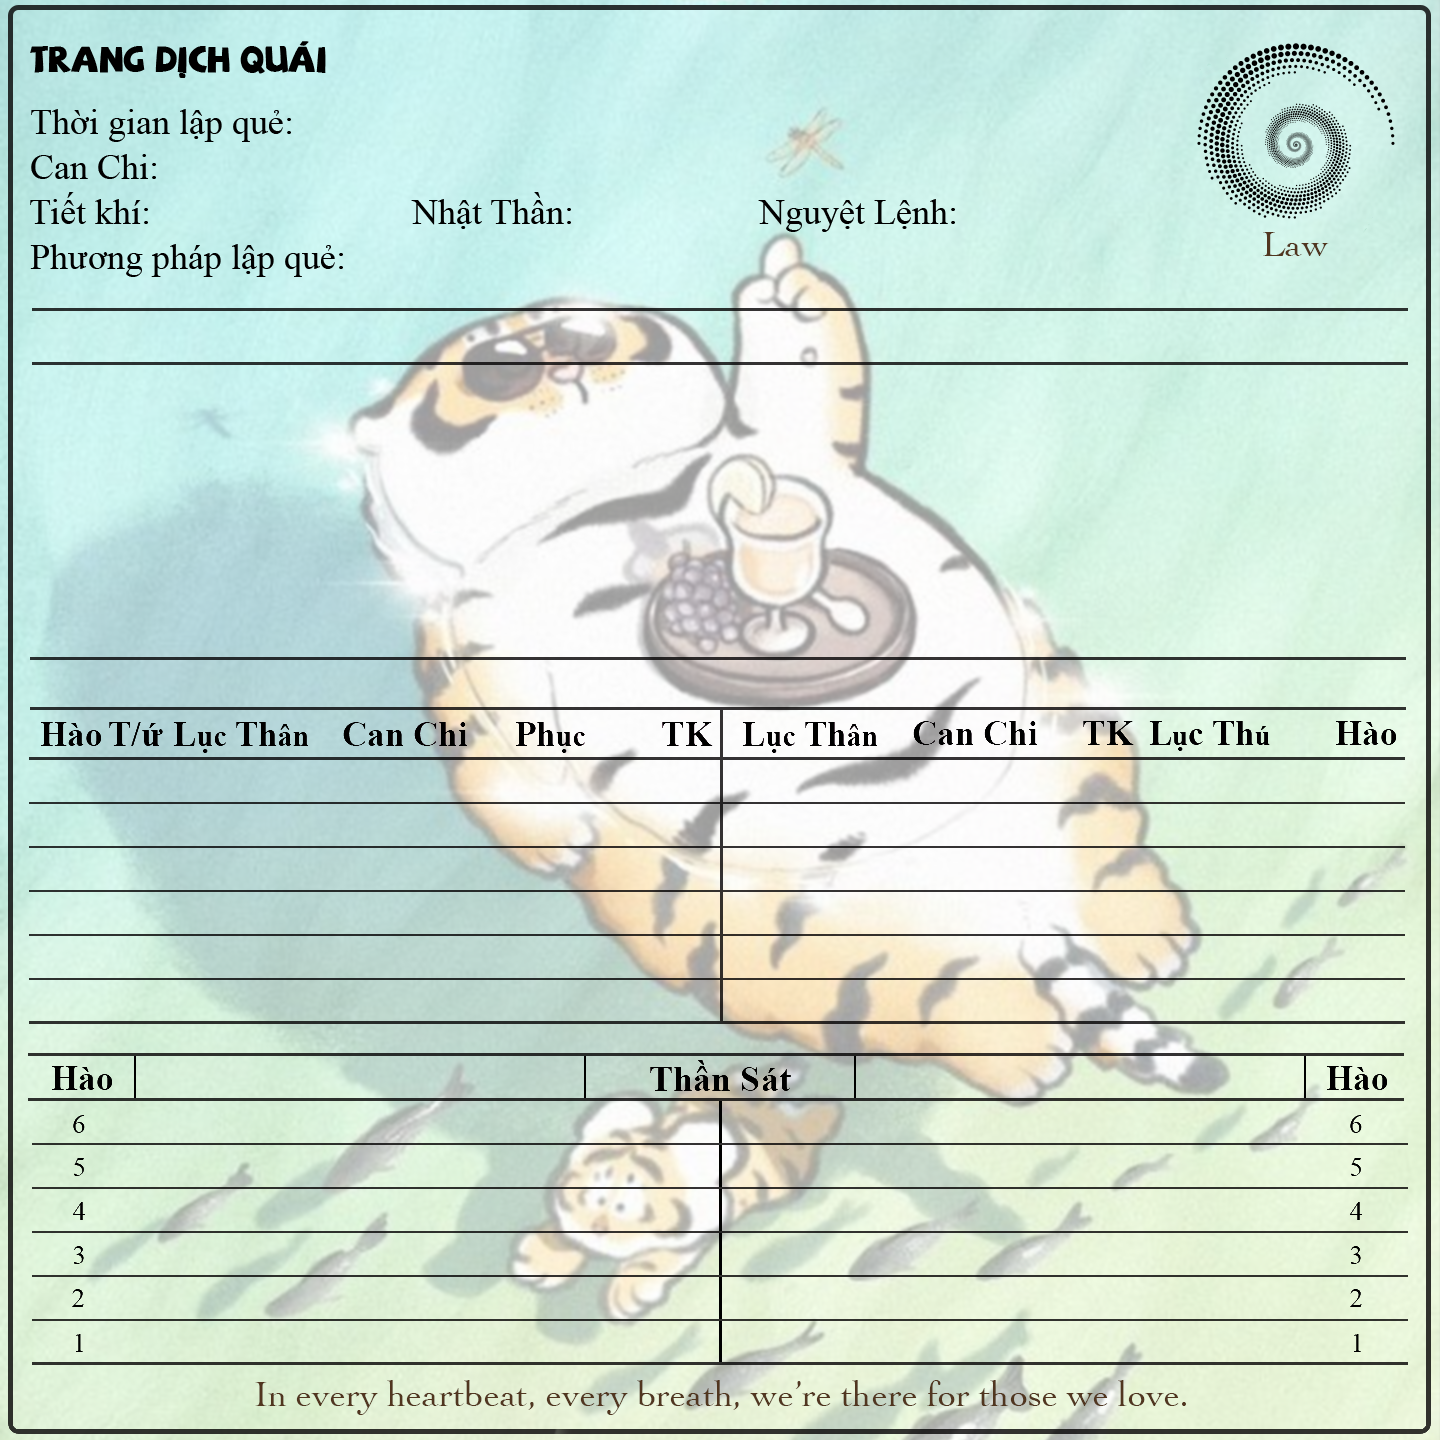 TRANG DỊCH QUÁI
Thời gian lập quẻ:
Can Chi:
Tiết khí: Nhật Thần: Nguyệt Lệnh:
Phương pháp lập quẻ:
Law
Hào T/ứ Lục Thân Can Chi Phục TK Lục Thân Can Chi TK Lục Thú Hào
Hào Thần Sát Hào
6 6
5 5
4 4
3 3
2 2
1 1
In every heartbeat, every breath, we're there for those we love.